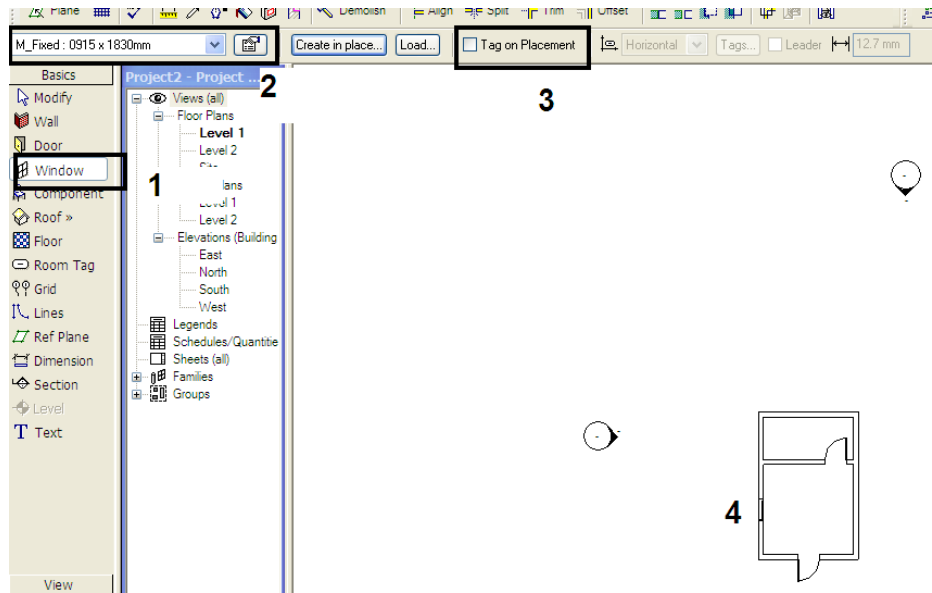 Plane Demolish Align Split Trim Offset
M_Fixed : 0915 x 1830mm Create in place... Load... Tag on Placement Horizontal Tags... Leader 12.7 mm
Basics
Modify
Wall
Door
Window
Component
Roof »
Floor
Room Tag
Grid
Lines
Ref Plane
Dimension
Section
Level
Text
View
Project2 - Project ...
Views (all)
Floor Plans
Level 1
Level 2
Site
lans
Level 1
Level 2
Elevations (Building
East
North
South
West
Legends
Schedules/Quantitie
Sheets (all)
Families
Groups
1
2
3
4